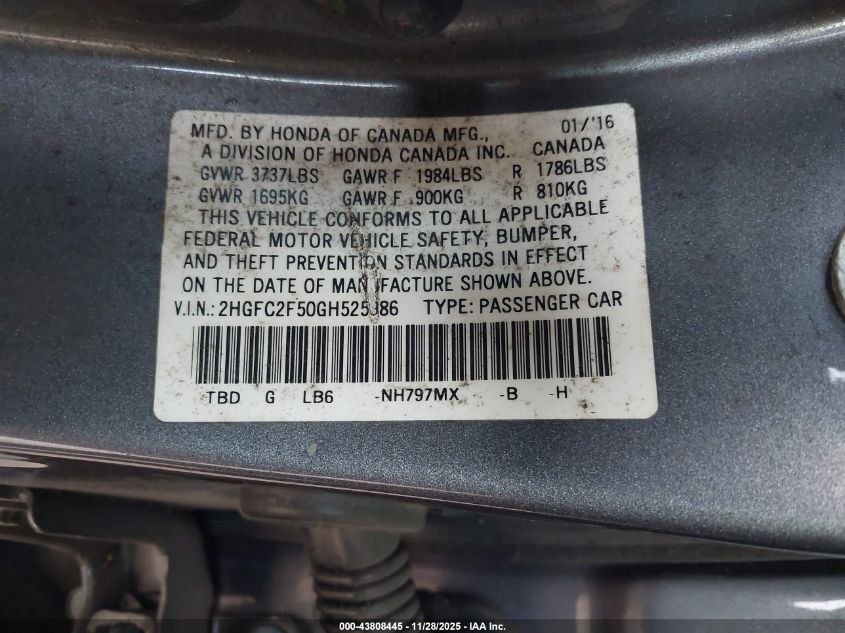 MFD. BY HONDA OF CANADA MFG., 01/'16
A DIVISION OF HONDA CANADA INC. CANADA
GVWR 3737LBS GAWR F 1984LBS R 1786LBS
GVWR 1695KG GAWR F 900KG R 810KG
THIS VEHICLE CONFORMS TO ALL APPLICABLE
FEDERAL MOTOR VEHICLE SAFETY, BUMPER,
AND THEFT PREVENTION STANDARDS IN EFFECT
ON THE DATE OF MANUFACTURE SHOWN ABOVE.
V.I.N.: TYPE: PASSENGER CAR
TBD G LB6 -NH797MX -B -H
000-43808445 - 11/28/2025 - IAA Inc.